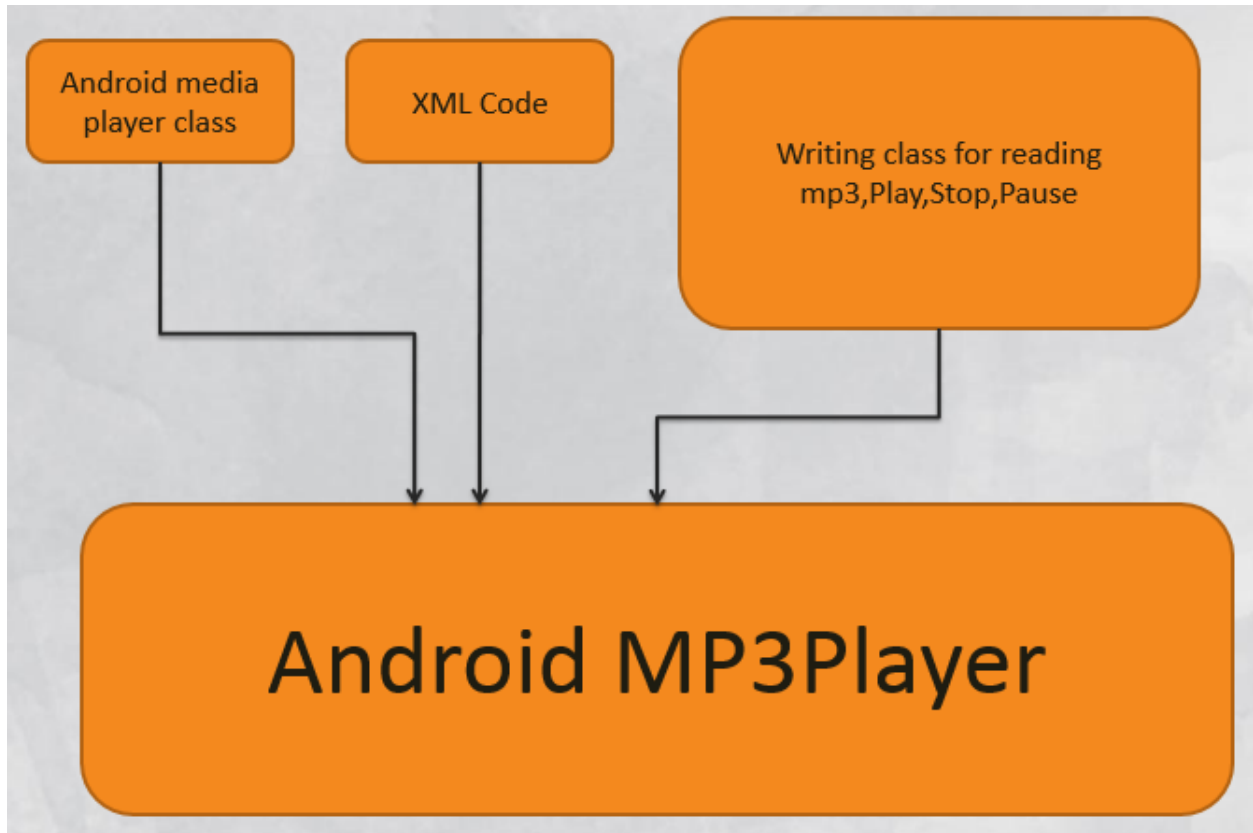 Android media
player class
XML Code
Writing class for reading
mp3,Play,Stop,Pause
Android MP3Player